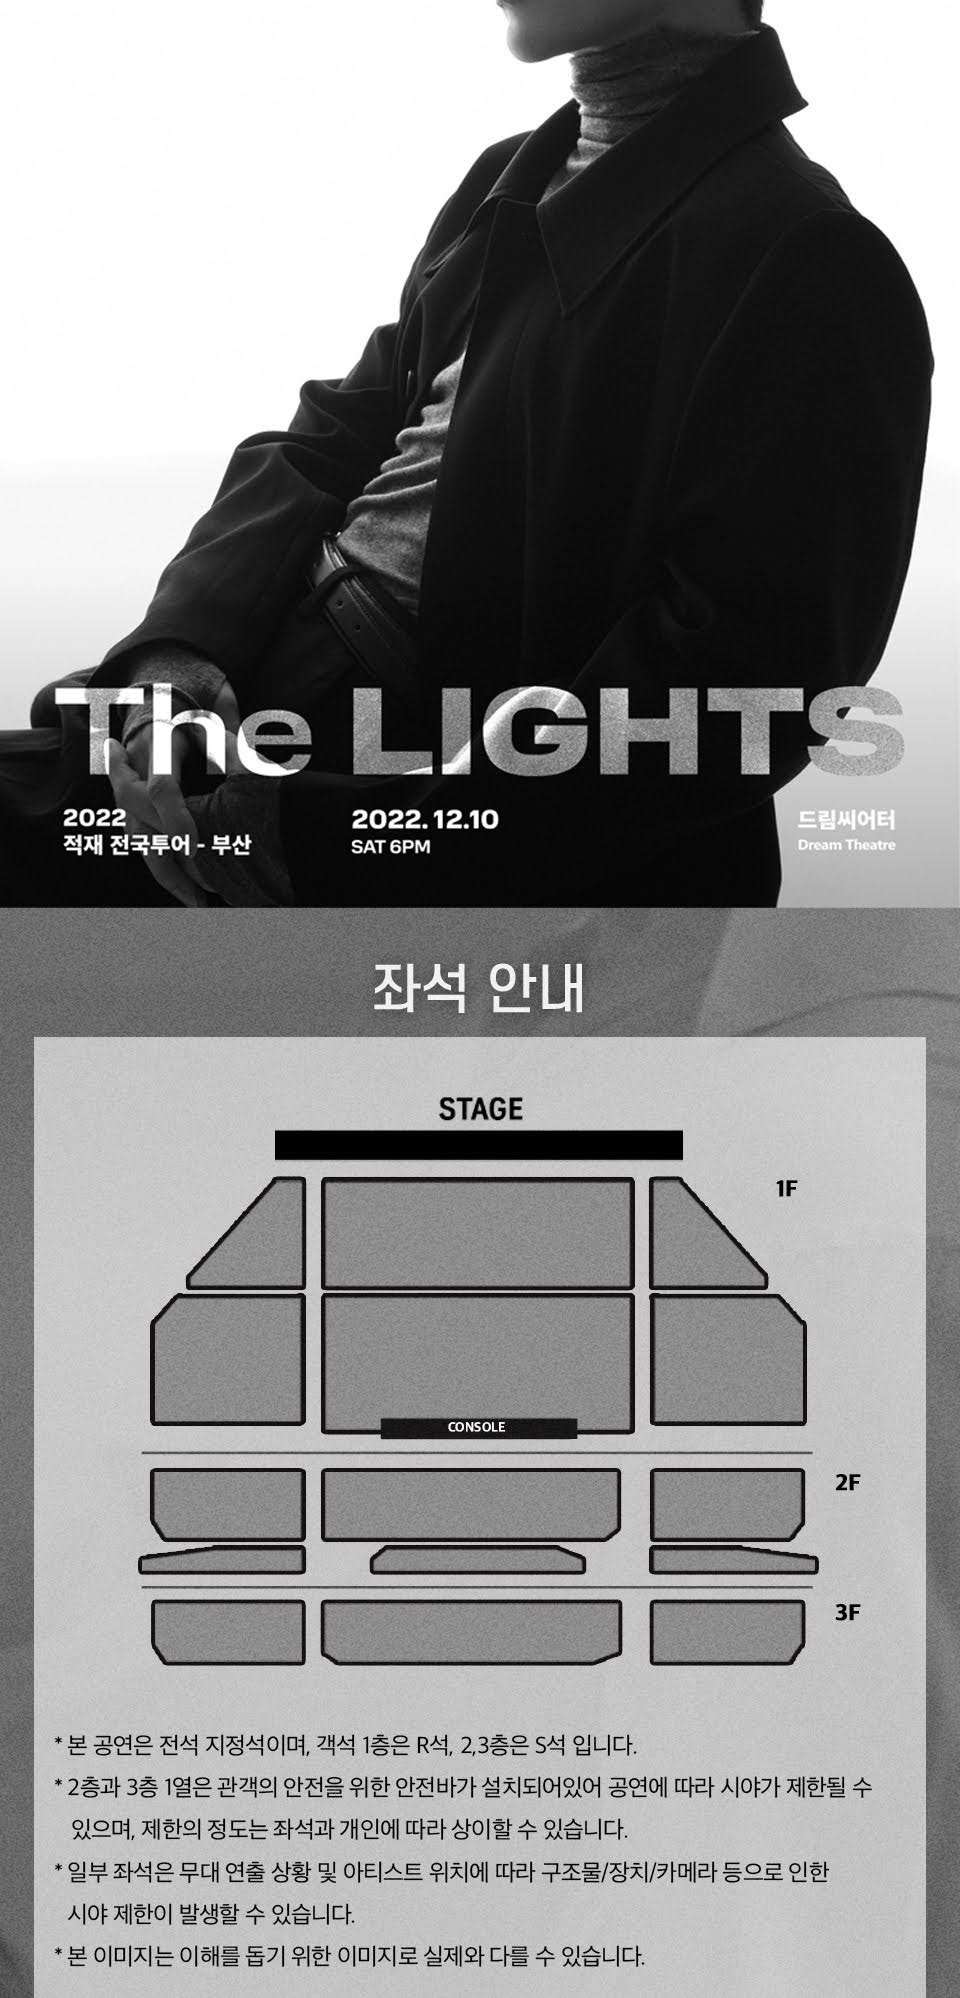 The LIGHTS
2022
적재 전국투어 - 부산
2022. 12.10
SAT 6PM
드림씨어터
Dream Theatre
좌석 안내
STAGE
1F
CONSOLE
2F
3F
* 본 공연은 전석 지정석이며, 객석 1층은 R석, 2,3층은 S석 입니다.
* 2층과 3층 1열은 관객의 안전을 위한 안전바가 설치되어있어 공연에 따라 시야가 제한될 수
있으며, 제한의 정도는 좌석과 개인에 따라 상이할 수 있습니다.
* 일부 좌석은 무대 연출 상황 및 아티스트 위치에 따라 구조물/장치/카메라 등으로 인한
시야 제한이 발생할 수 있습니다.
* 본 이미지는 이해를 돕기 위한 이미지로 실제와 다를 수 있습니다.